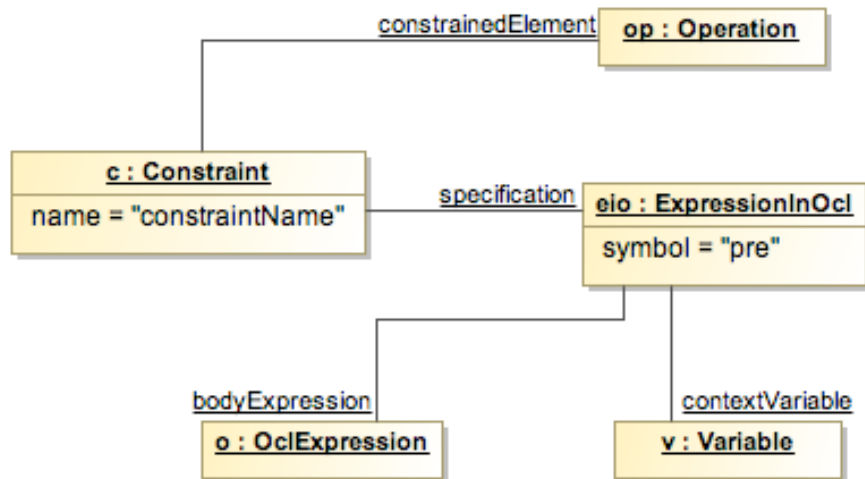 constrainedElement
op : Operation
c : Constraint
name = "constraintName"
specification
eio : ExpressionInOcl
symbol = "pre"
bodyExpression
o : OclExpression
contextVariable
v : Variable